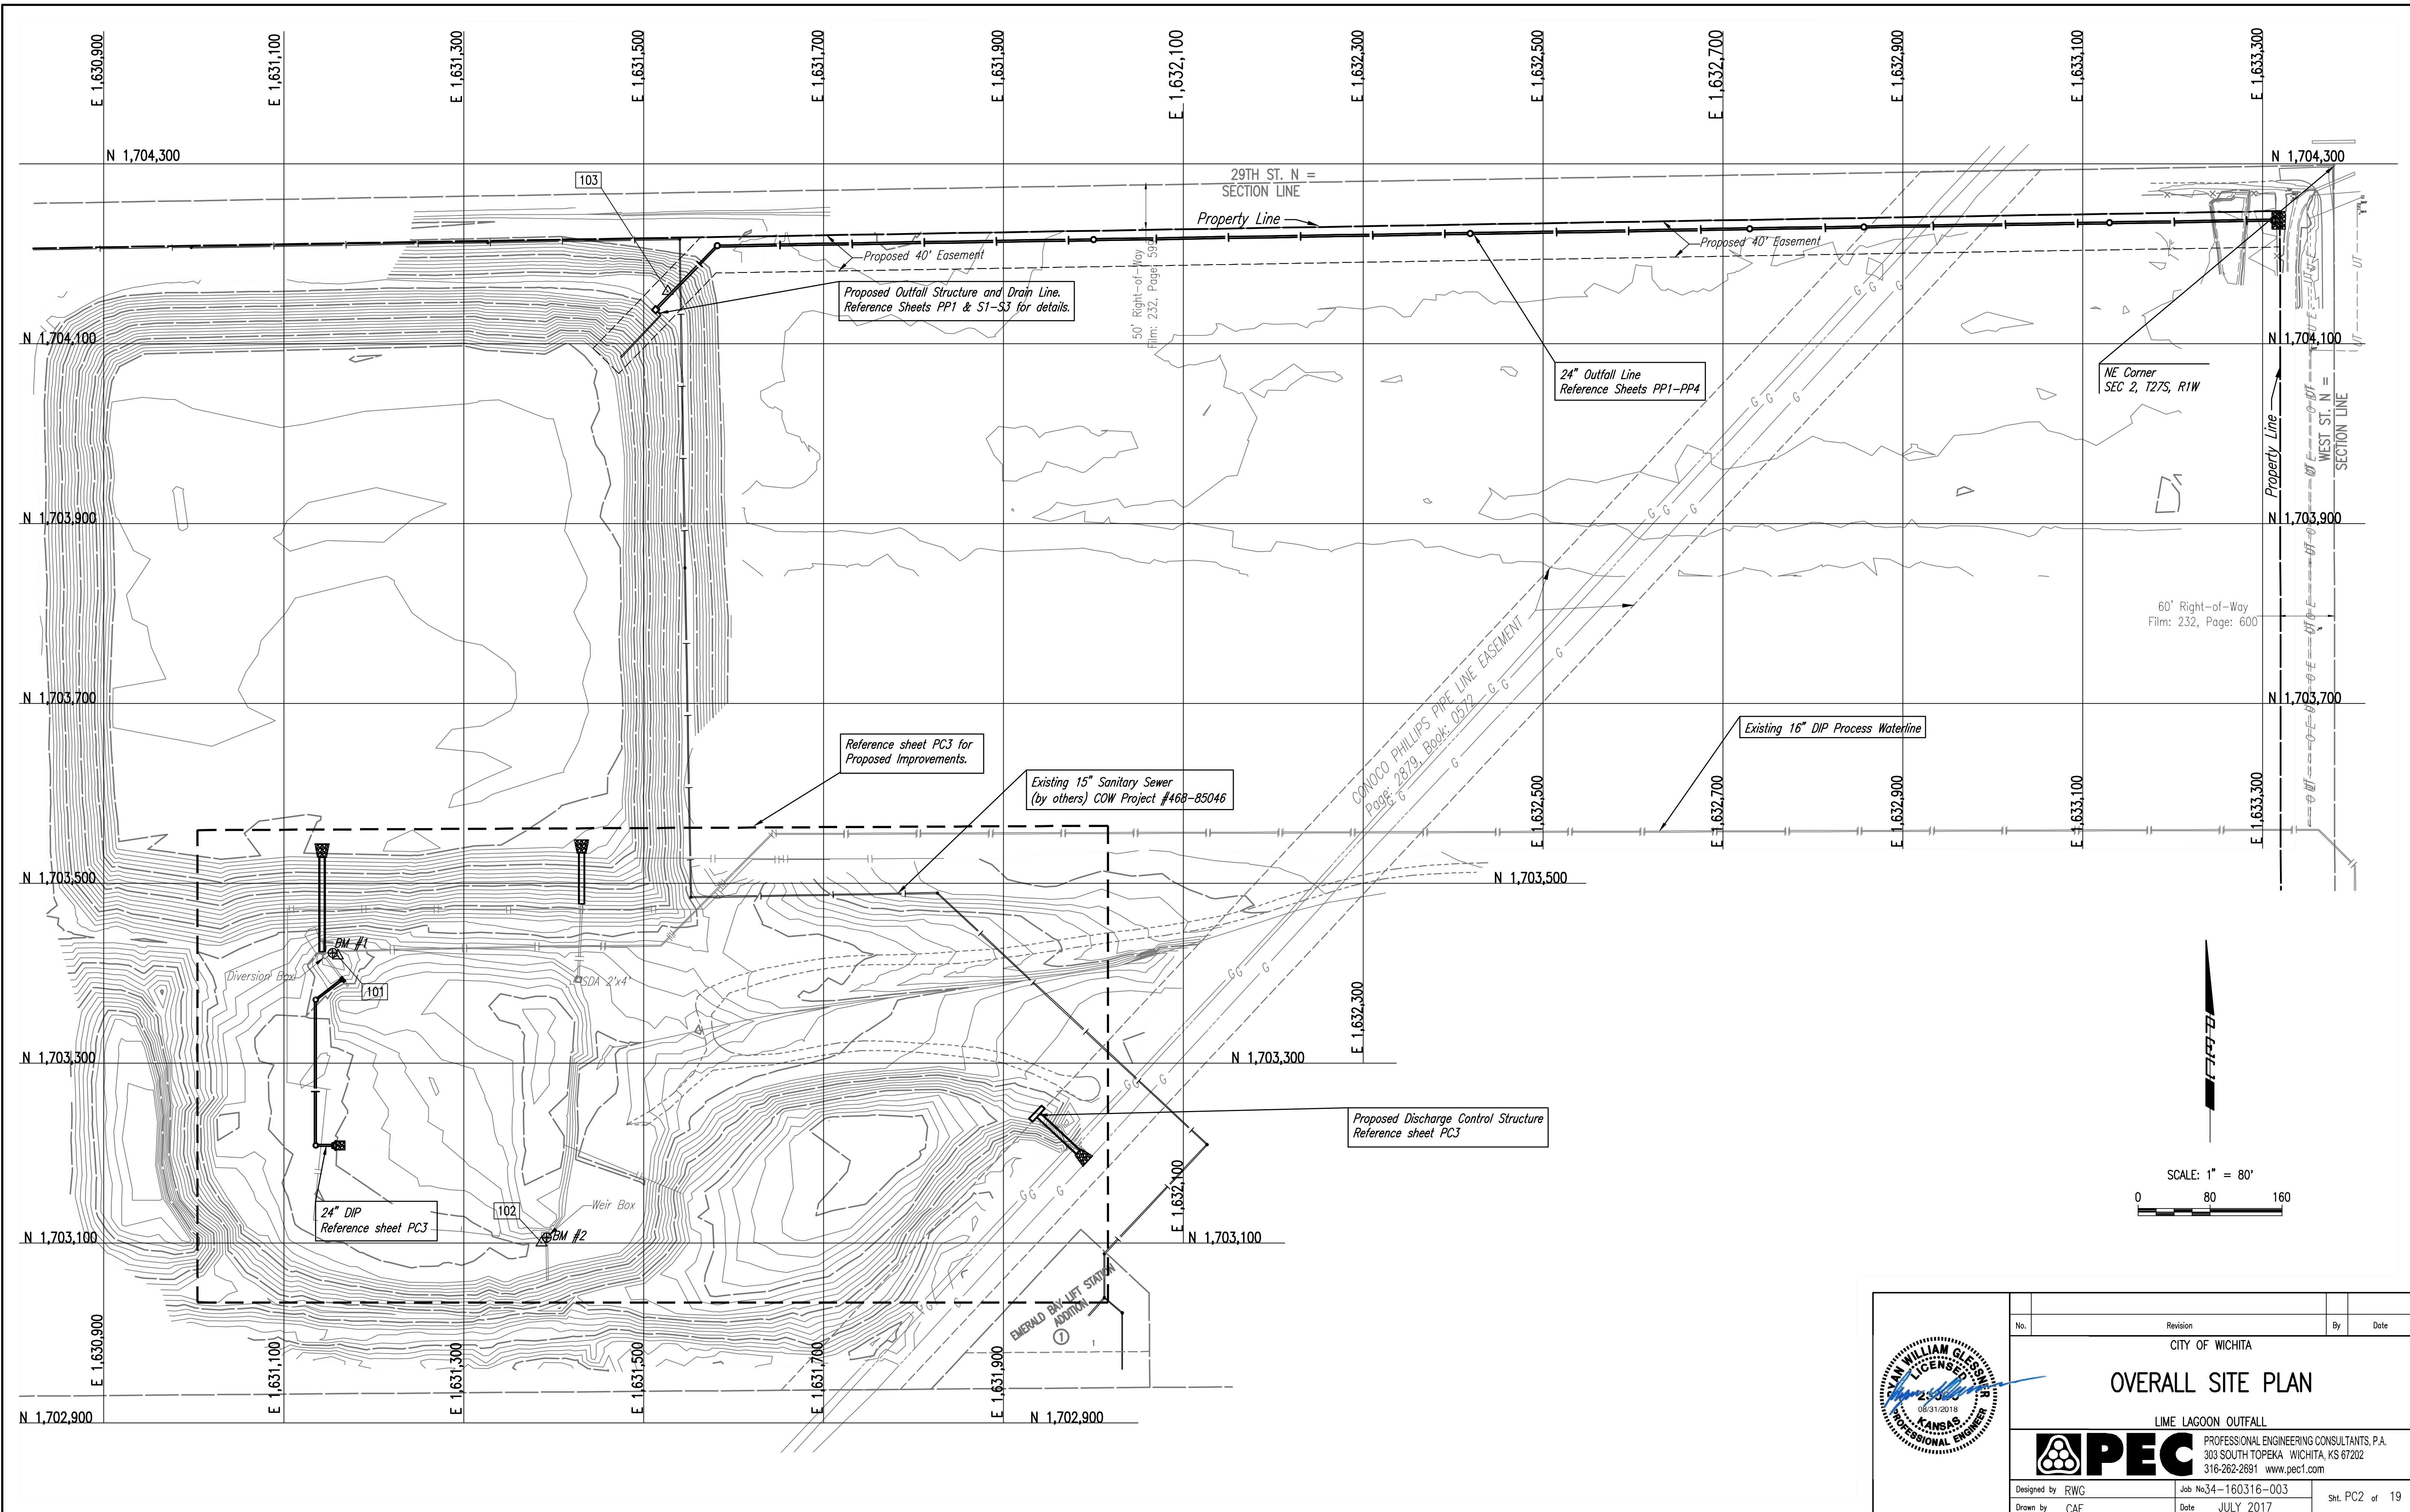 E 1,630,900
E 1,631,100
E 1,631,300
E 1,631,500
E 1,631,700
E 1,631,900
E 1,632,100
E 1,632,300
E 1,632,500
E 1,632,700
E 1,632,900
E 1,633,100
E 1,633,300
N 1,704,300
N 1,704,300
103
29TH ST. N =
SECTION LINE
Property Line
Proposed 40' Easement
Proposed 40' Easement
50' Right-of-Way
Film: 232, Page: 599
Proposed Outfall Structure and Drain Line.
Reference Sheets PP1 & S1-S3 for details.
N 1,704,100
N 1,704,100
24" Outfall Line
Reference Sheets PP1-PP4
NE Corner
SEC 2, T27S, R1W
WEST ST. N =
SECTION LINE
Property Line
N 1,703,900
N 1,703,900
60' Right-of-Way
Film: 232, Page: 600
CONOCO PHILLIPS PIPE LINE EASEMENT
Page: 2879, Book: 0572
N 1,703,700
N 1,703,700
Existing 16" DIP Process Waterline
Reference sheet PC3 for
Proposed Improvements.
Existing 15" Sanitary Sewer
(by others) COW Project #468-85046
1,632,500
1,632,700
1,632,900
1,633,100
1,633,300
N 1,703,500
N 1,703,500
BM #1
Diversion Box
101
SDA 2'x4'
E 1,632,300
N 1,703,300
N 1,703,300
Proposed Discharge Control Structure
Reference sheet PC3
E 1,632,100
24" DIP
Reference sheet PC3
102
Weir Box
BM #2
N 1,703,100
N 1,703,100
EMERALD BAY LIFT STATION
ADDITION
1
1
E 1,630,900
E 1,631,100
E 1,631,300
E 1,631,500
E 1,631,700
E 1,631,900
N 1,702,900
N 1,702,900
SCALE: 1" = 80'
0 80 160
No. Revision By Date
CITY OF WICHITA
OVERALL SITE PLAN
LIME LAGOON OUTFALL
PEC
PROFESSIONAL ENGINEERING CONSULTANTS, P.A.
303 SOUTH TOPEKA WICHITA, KS 67202
316-262-2691 www.pec1.com
Designed by RWG
Job No 34-160316-003
Sht. PC2 of 19
Drawn by CAF
Date JULY 2017
WILLIAM GLESSNER
LICENSED
08/31/2018
KANSAS
PROFESSIONAL ENGINEER